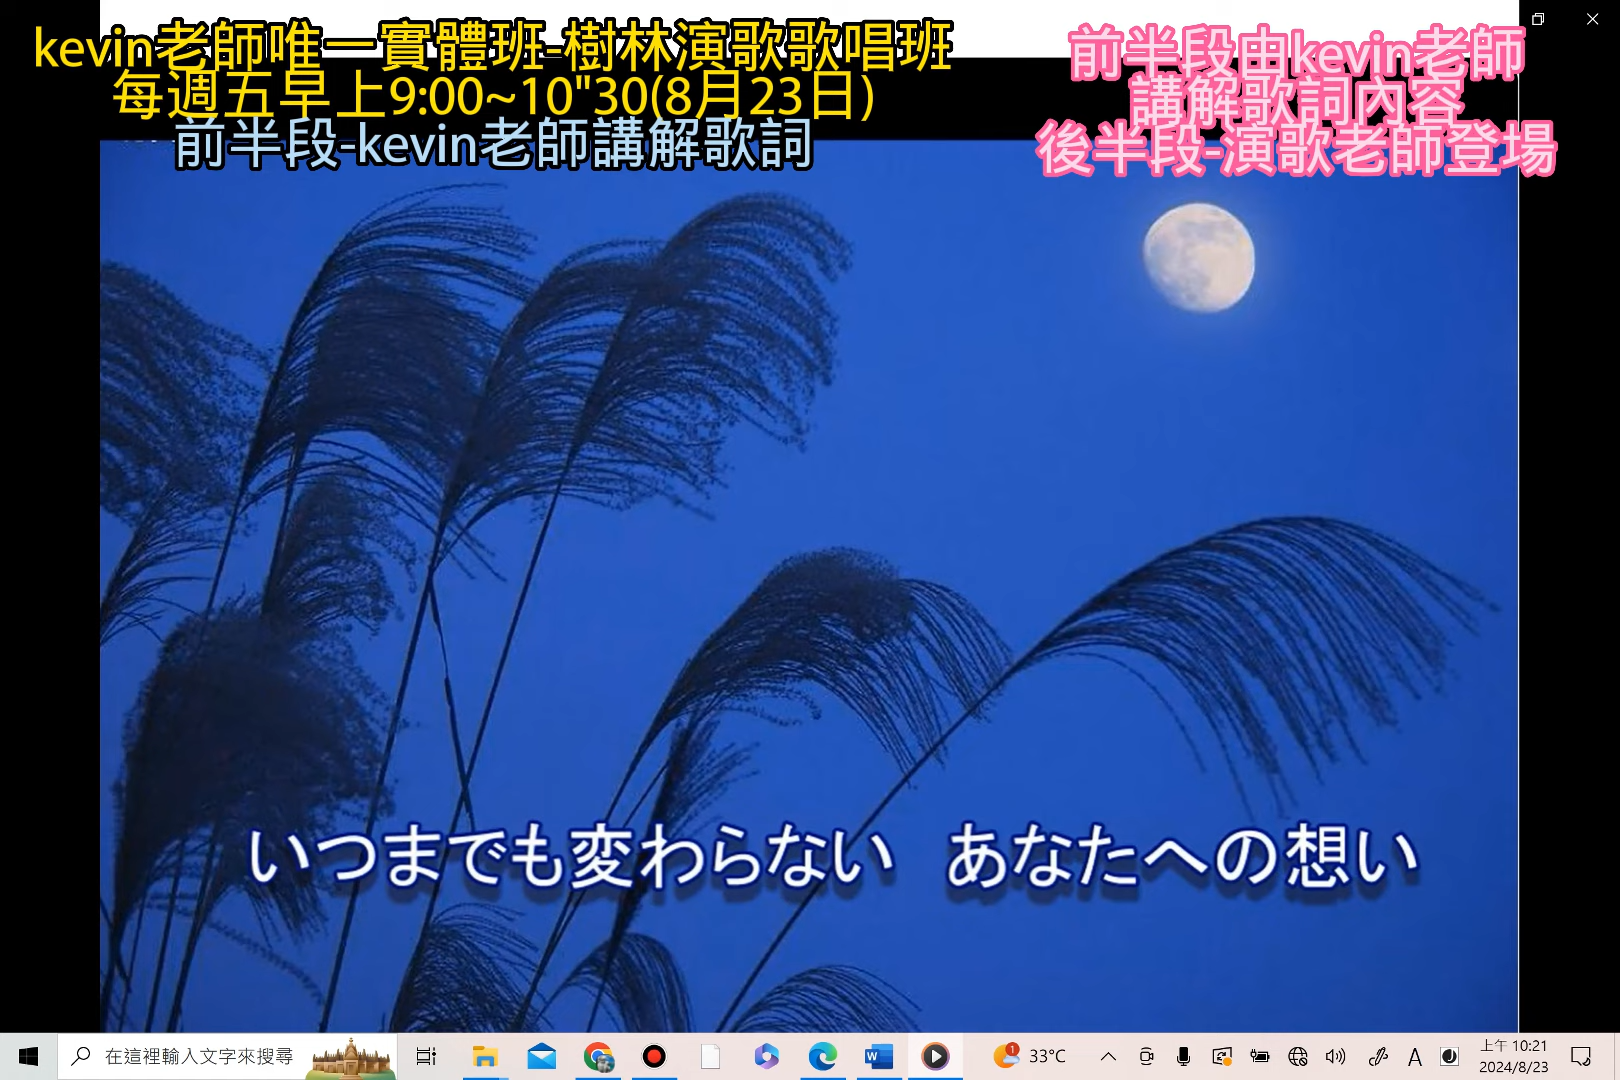 kevin老師唯一實體班-樹林演歌歌唱班
每週五早上9:00~10"30(8月23日)
前半段-kevin老師講解歌詞
前半段由kevin老師
講解歌詞內容
後半段-演歌老師登場
いつまでも変わらない　あなたへの想い
在這裡輸入文字來搜尋
1
33°C
A
上午 10:21
2024/8/23